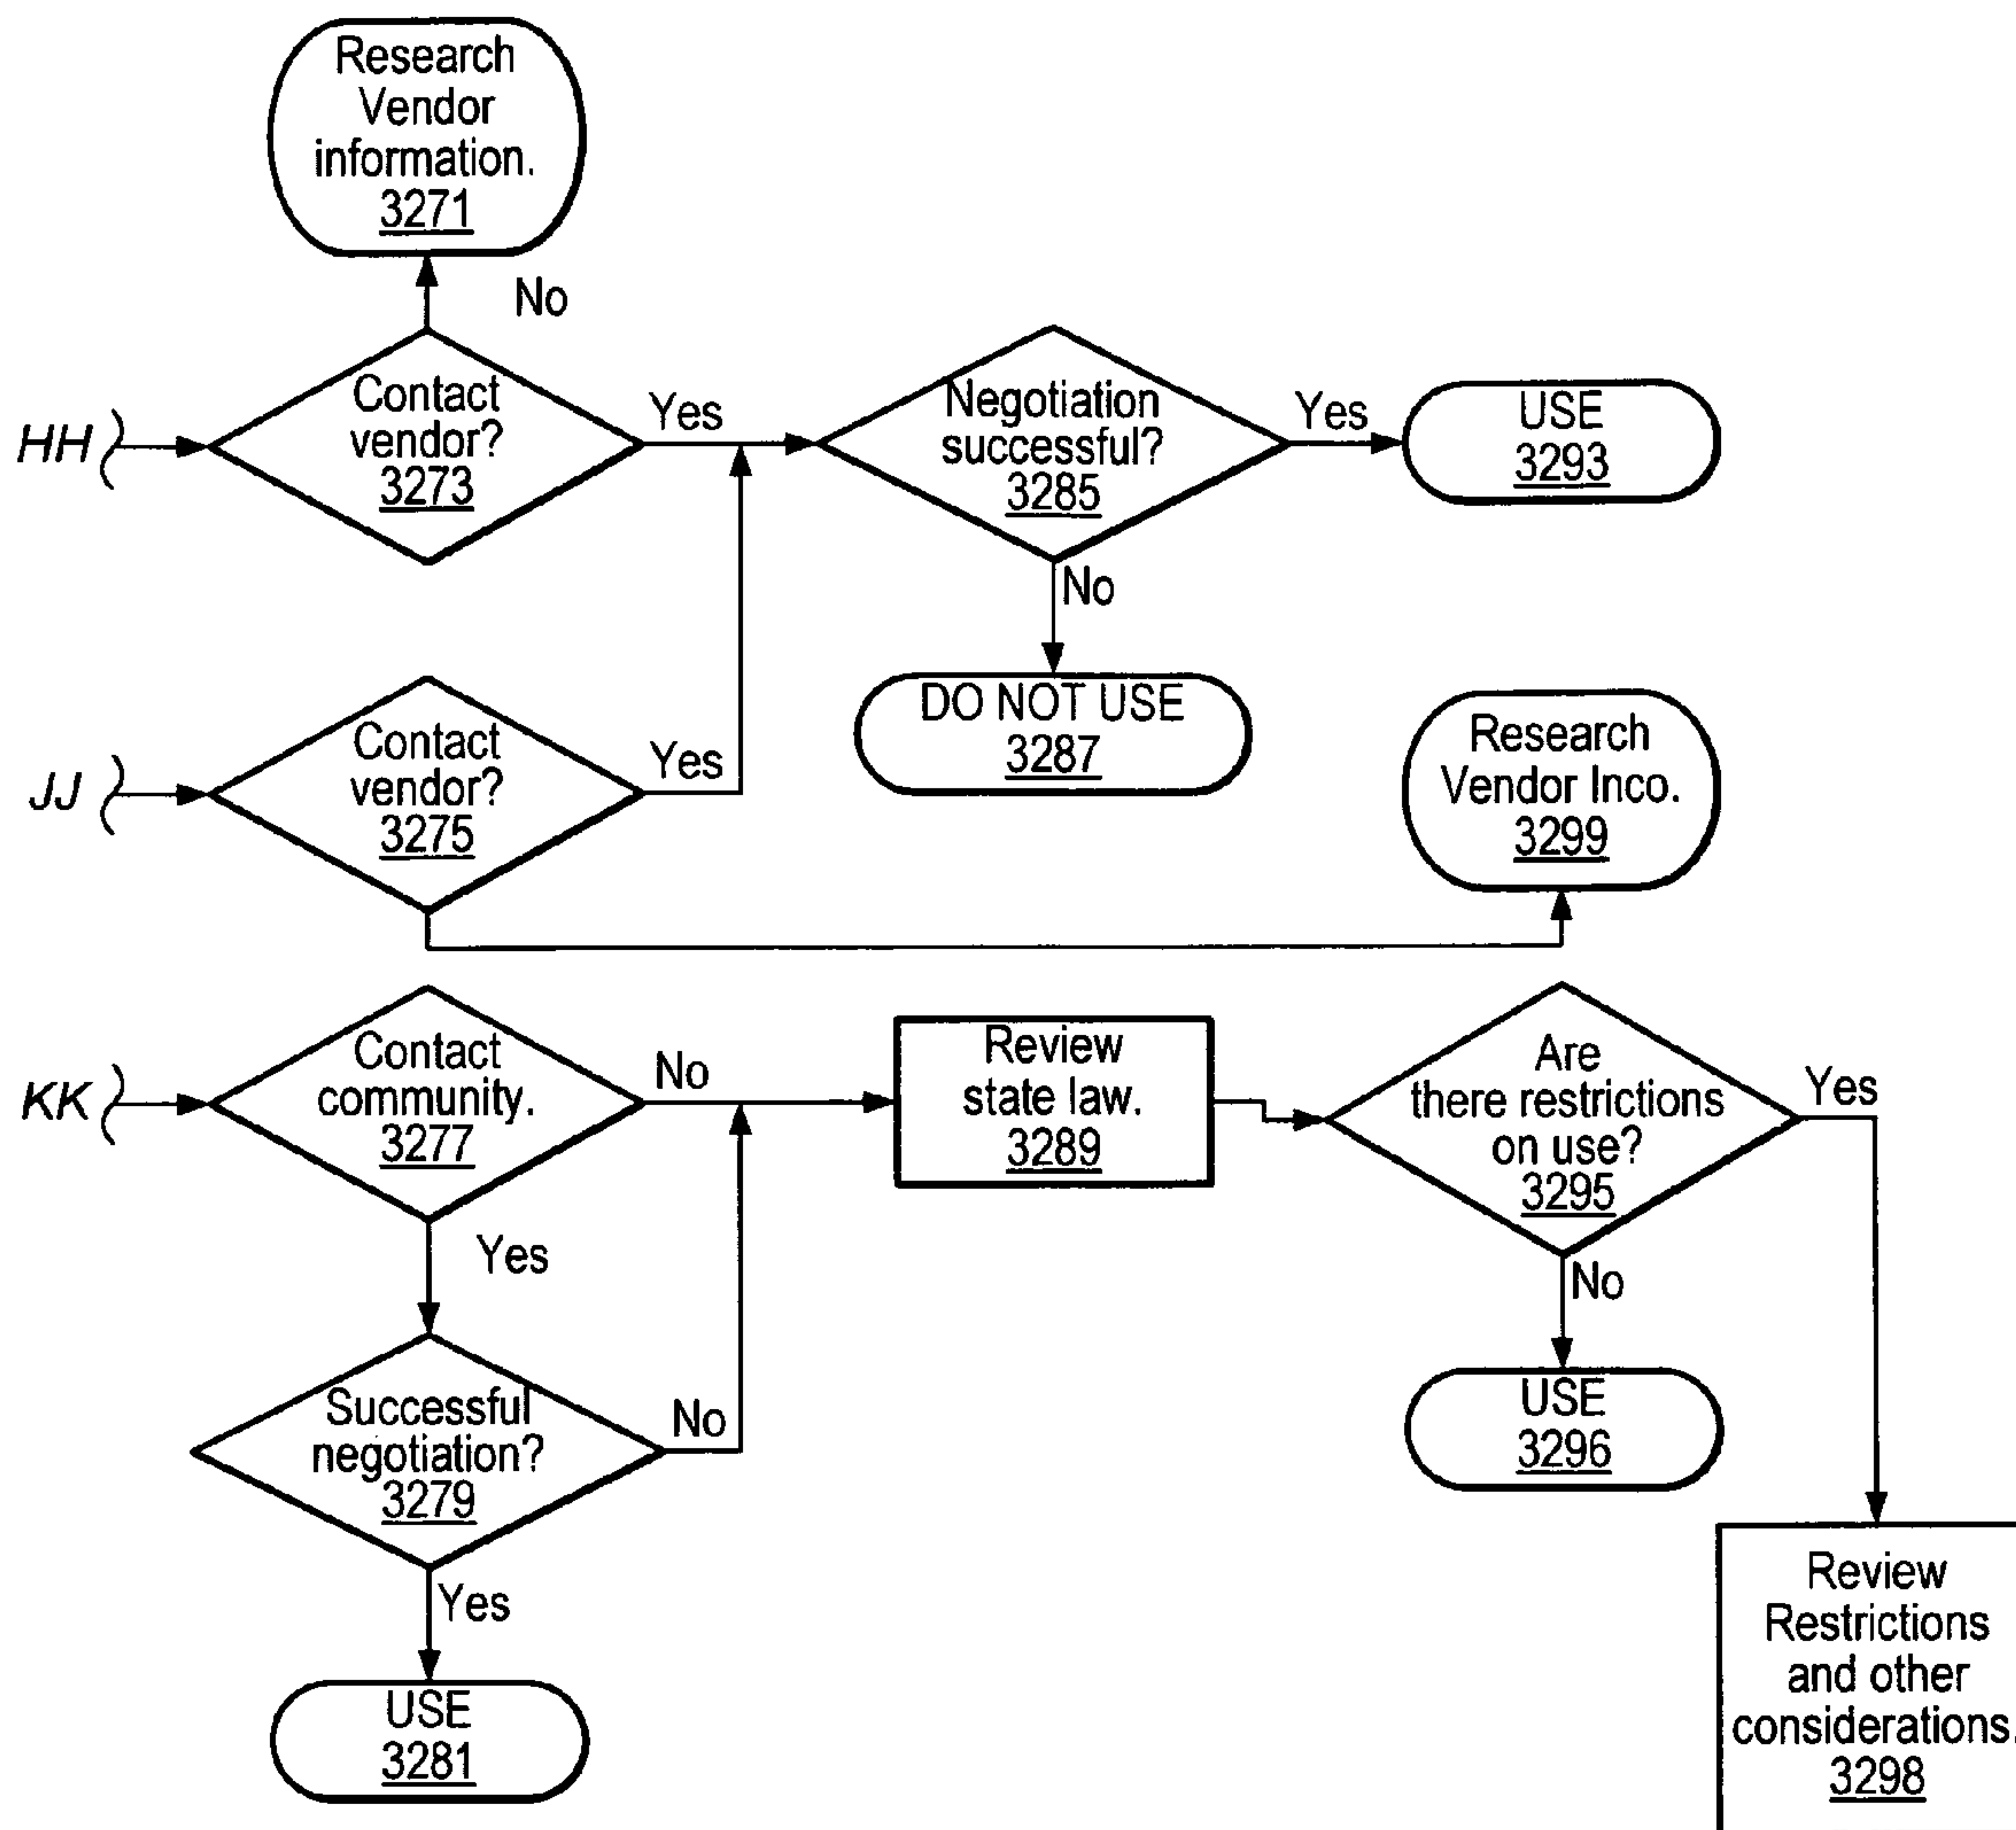 Research
Vendor
information.
3271
No
HH
Contact
vendor?
3273
Yes
Negotiation
successful?
3285
Yes
USE
3293
No
DO NOT USE
3287
JJ
Contact
vendor?
3275
Yes
Research
Vendor Inco.
3299
KK
Contact
community.
3277
No
Review
state law.
3289
Are
there restrictions
on use?
3295
Yes
Yes
No
Successful
negotiation?
3279
No
USE
3296
Yes
USE
3281
Review
Restrictions
and other
considerations.
3298